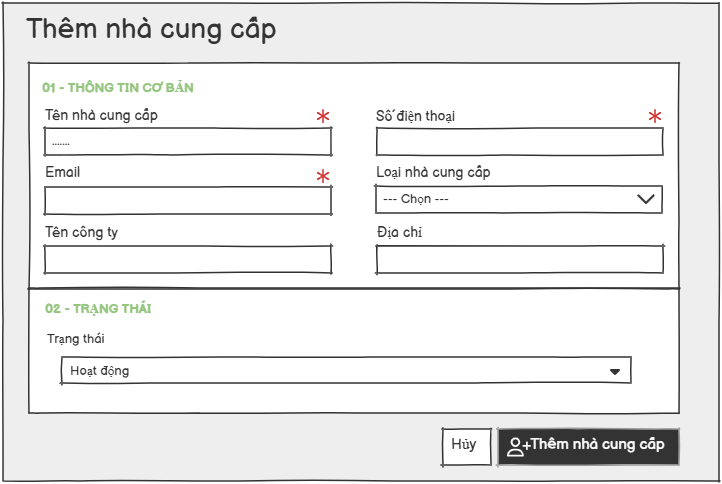 Thêm nhà cung cấp
01 - THÔNG TIN CƠ BẢN
Tên nhà cung cấp *
Số điện thoại *
.......
Email *
Loại nhà cung cấp
--- Chọn ---
Tên công ty
Địa chỉ
02 - TRẠNG THÁI
Trạng thái
Hoạt động
Hủy
Thêm nhà cung cấp